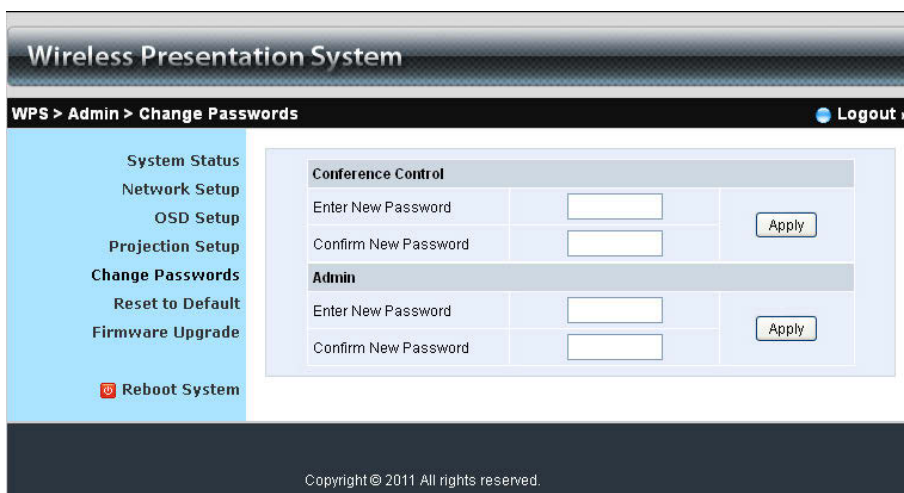 Wireless Presentation System
WPS > Admin > Change Passwords
Logout
System Status
Network Setup
OSD Setup
Projection Setup
Change Passwords
Reset to Default
Firmware Upgrade
Reboot System
Conference Control
Enter New Password
Confirm New Password
Apply
Admin
Enter New Password
Confirm New Password
Apply
Copyright © 2011 All rights reserved.